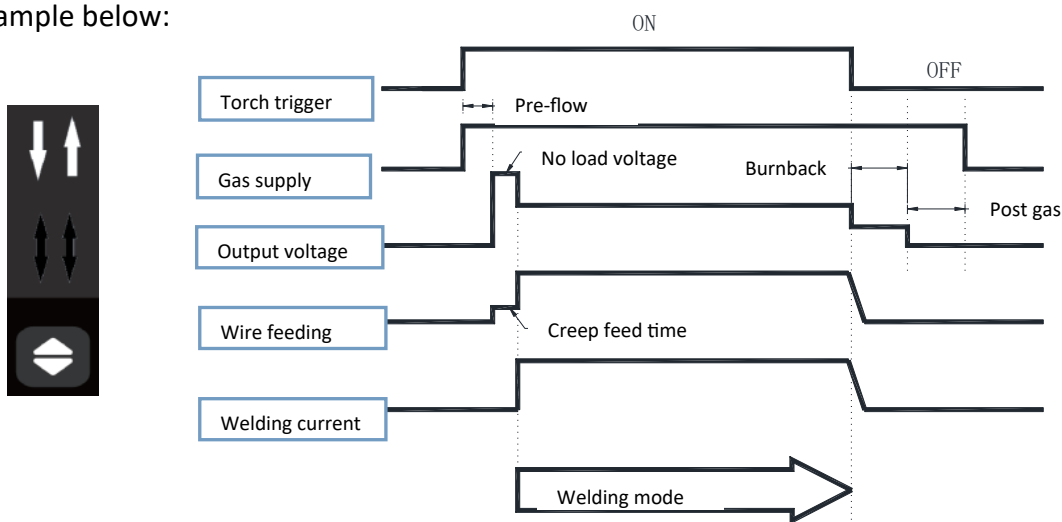 ample below:
ON
OFF
Torch trigger
Pre-flow
No load voltage
Burnback
Gas supply
Post gas
Output voltage
Wire feeding
Creep feed time
Welding current
Welding mode